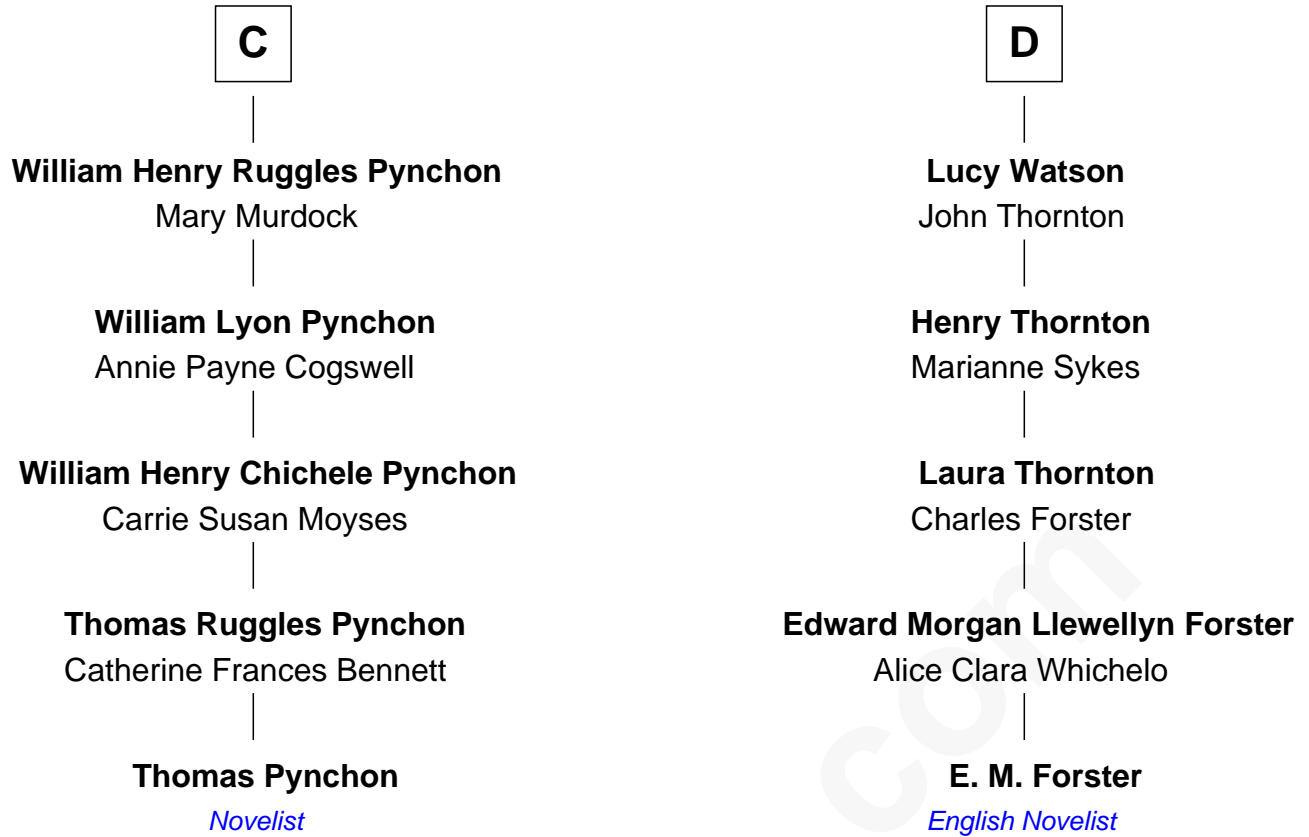 C
William Henry Ruggles Pynchon
Mary Murdock
William Lyon Pynchon
Annie Payne Cogswell
William Henry Chichele Pynchon
Carrie Susan Moyses
Thomas Ruggles Pynchon
Catherine Frances Bennett
Thomas Pynchon
Novelist
D
Lucy Watson
John Thornton
Henry Thornton
Marianne Sykes
Laura Thornton
Charles Forster
Edward Morgan Llewellyn Forster
Alice Clara Whichelo
E. M. Forster
English Novelist
com